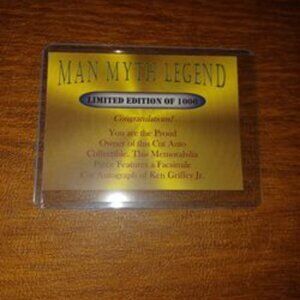 MAN MYTH LEGEND
LIMITED EDITION OF 1000
Congratulations!
You are the Proud
Owner of this Cut Auto
Collectible. This Memorabilia
Piece Features a Facsimile
Cut Autograph of Ken Griffey Jr.